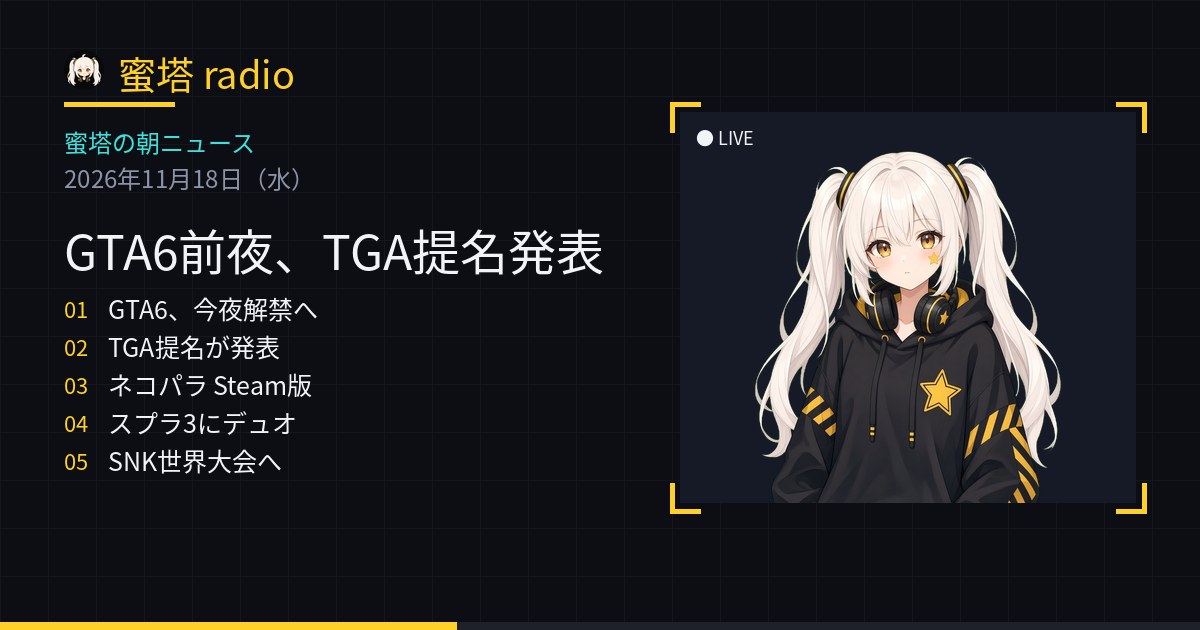 蜜塔 radio
蜜塔の朝ニュース
2026年11月18日（水）
GTA6前夜、TGA提名発表
01 GTA6、今夜解禁へ
02 TGA提名が発表
03 ネコパラ Steam版
04 スプラ3にデュオ
05 SNK世界大会へ
LIVE